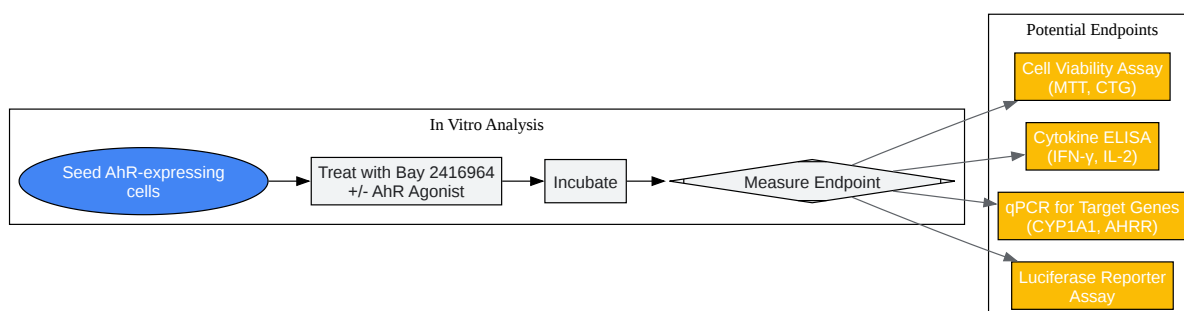 Potential Endpoints
Cell Viability Assay
(MTT, CTG)
In Vitro Analysis
Cytokine ELISA
(IFN-γ, IL-2)
Seed AhR-expressing
cells
Treat with Bay 2416964
+/- AhR Agonist
Incubate
Measure Endpoint
qPCR for Target Genes
(CYP1A1, AHRR)
Luciferase Reporter
Assay